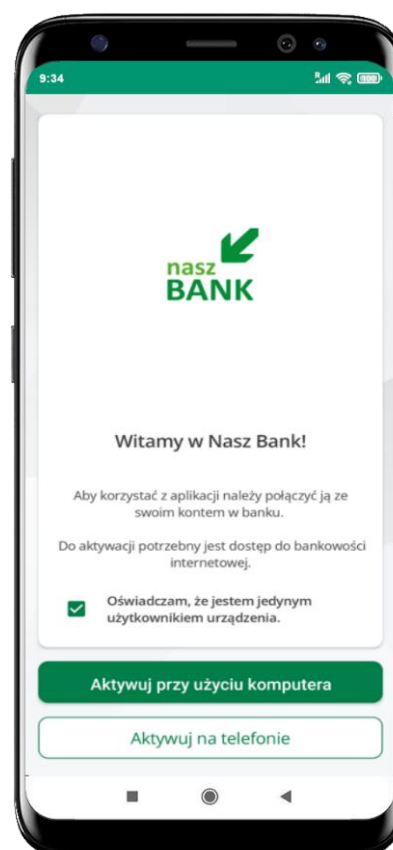 9:34
R
nasz
BANK
Witamy w Nasz Bank!
Aby korzystać z aplikacji należy połączyć ją ze
swoim kontem w banku.
Do aktywacji potrzebny jest dostęp do bankowości
internetowej.
Oświadczam, że jestem jedynym
użytkownikiem urządzenia.
Aktywuj przy użyciu komputera
Aktywuj na telefonie